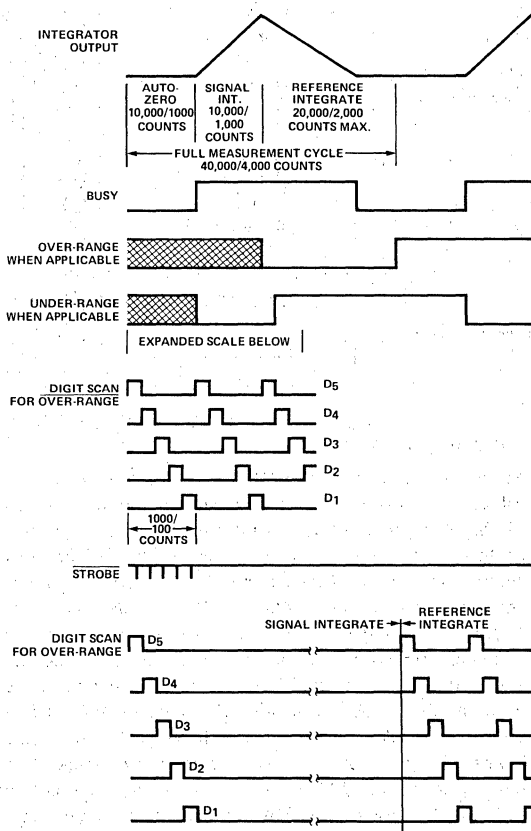 INTEGRATOR
OUTPUT
AUTO-
ZERO
10,000/1000
COUNTS
SIGNAL
INT.
10,000/
1,000
COUNTS
REFERENCE
INTEGRATE
20,000/2,000
COUNTS MAX.
FULL MEASUREMENT CYCLE
40,000/4,000 COUNTS
BUSY
OVER-RANGE
WHEN APPLICABLE
UNDER-RANGE
WHEN APPLICABLE
EXPANDED SCALE BELOW
DIGIT SCAN
FOR OVER-RANGE
D5
D4
D3
D2
D1
1000/
100
COUNTS
STROBE
SIGNAL INTEGRATE
REFERENCE
INTEGRATE
DIGIT SCAN
FOR OVER-RANGE
D5
D4
D3
D2
D1